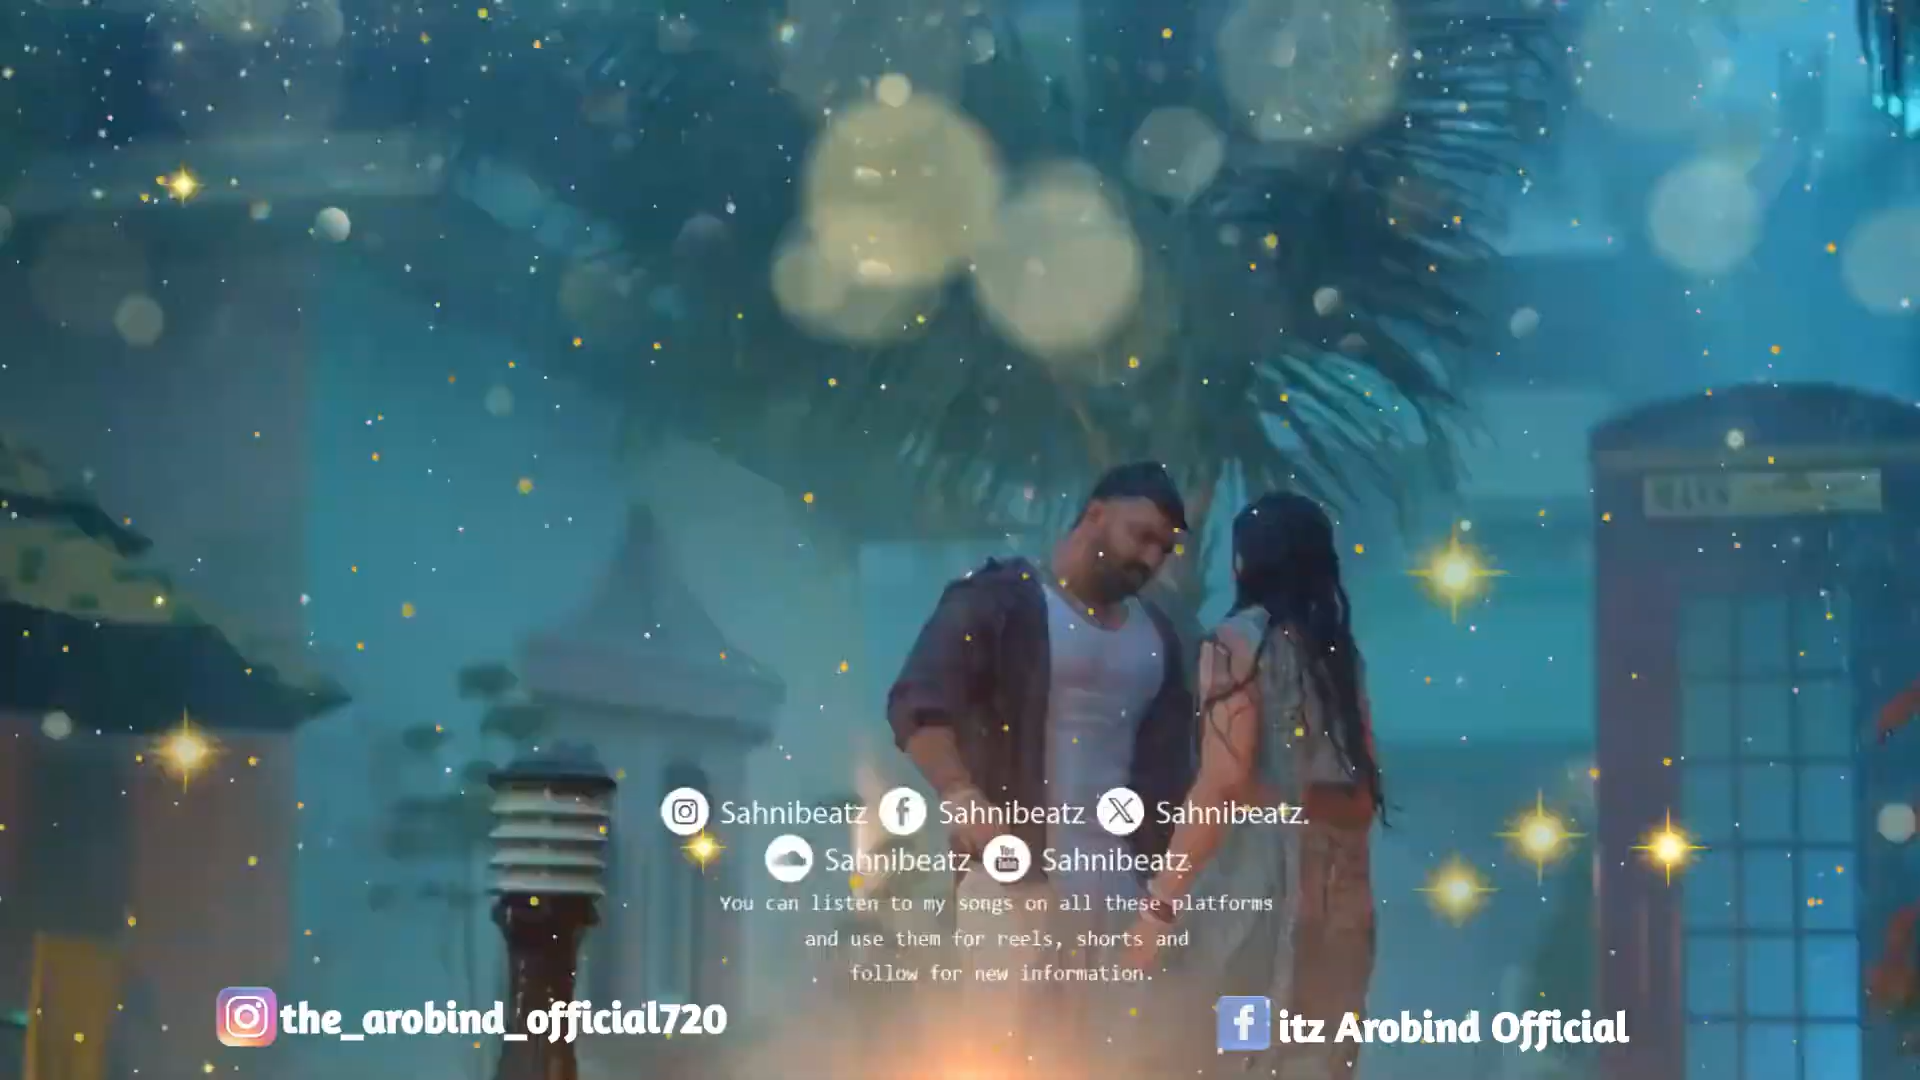 Sahnibeatz Sahnibeatz Sahnibeatz.
Sahnibeatz Sahnibeatz
You can listen to my songs on all these platforms
and use them for reels, shorts and
follow for new information.
the_arobind_official720
itz Arobind Official